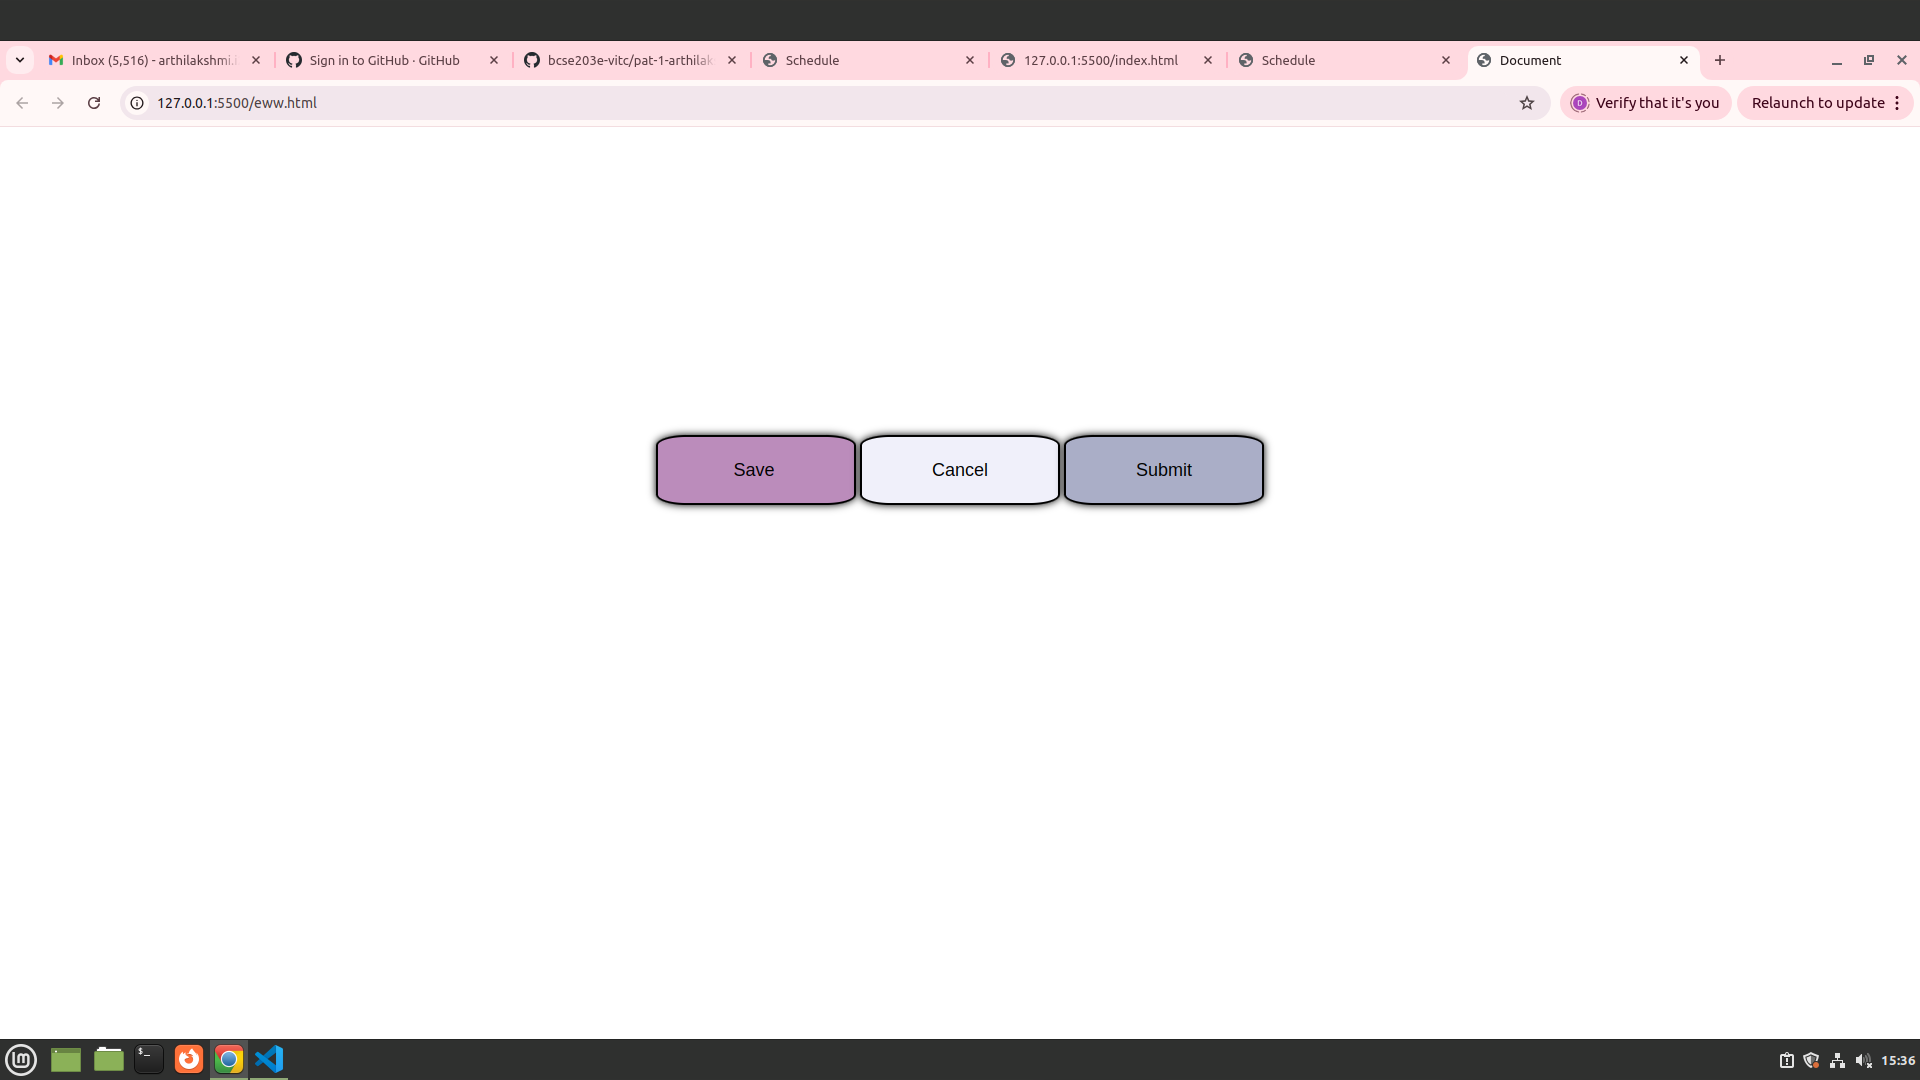 Inbox (5,516) - arthilakshmi.i
Sign in to GitHub · GitHub
bcse203e-vitc/pat-1-arthilak
Schedule
127.0.0.1:5500/index.html
Schedule
Document
127.0.0.1:5500/eww.html
D
Verify that it's you
Relaunch to update
Save
Cancel
Submit
$_
15:36